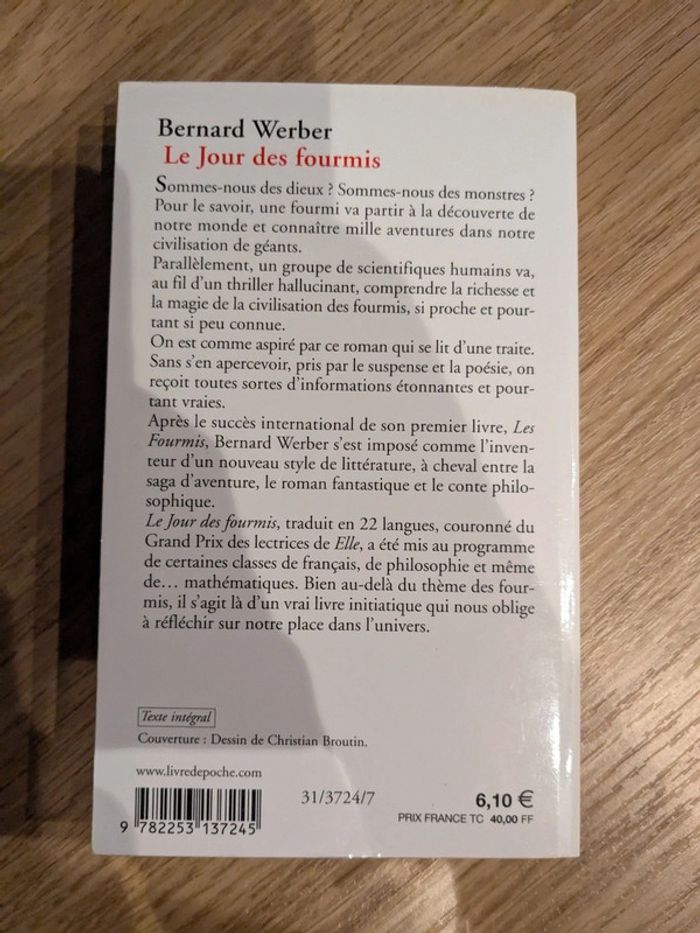 Bernard Werber
Le Jour des fourmis
Sommes-nous des dieux ? Sommes-nous des monstres ?
Pour le savoir, une fourmi va partir à la découverte de
notre monde et connaître mille aventures dans notre
civilisation de géants.
Parallèlement, un groupe de scientifiques humains va,
au fil d'un thriller hallucinant, comprendre la richesse et
la magie de la civilisation des fourmis, si proche et pour-
tant si peu connue.
On est comme aspiré par ce roman qui se lit d'une traite.
Sans s'en apercevoir, pris par le suspense et la poésie, on
reçoit toutes sortes d'informations étonnantes et pour-
tant vraies.
Après le succès international de son premier livre, Les
Fourmis, Bernard Werber s'est imposé comme l'inven-
teur d'un nouveau style de littérature, à cheval entre la
saga d'aventure, le roman fantastique et le conte philo-
sophique.
Le Jour des fourmis, traduit en 22 langues, couronné du
Grand Prix des lectrices de Elle, a été mis au programme
de certaines classes de français, de philosophie et même
de… mathématiques. Bien au-delà du thème des four-
mis, il s'agit là d'un vrai livre initiatique qui nous oblige
à réfléchir sur notre place dans l'univers.
Texte intégral
Couverture : Dessin de Christian Broutin.
www.livredepoche.com
31/3724/7
6,10 €
PRIX FRANCE TC 40,00 FF
9 782253 137245